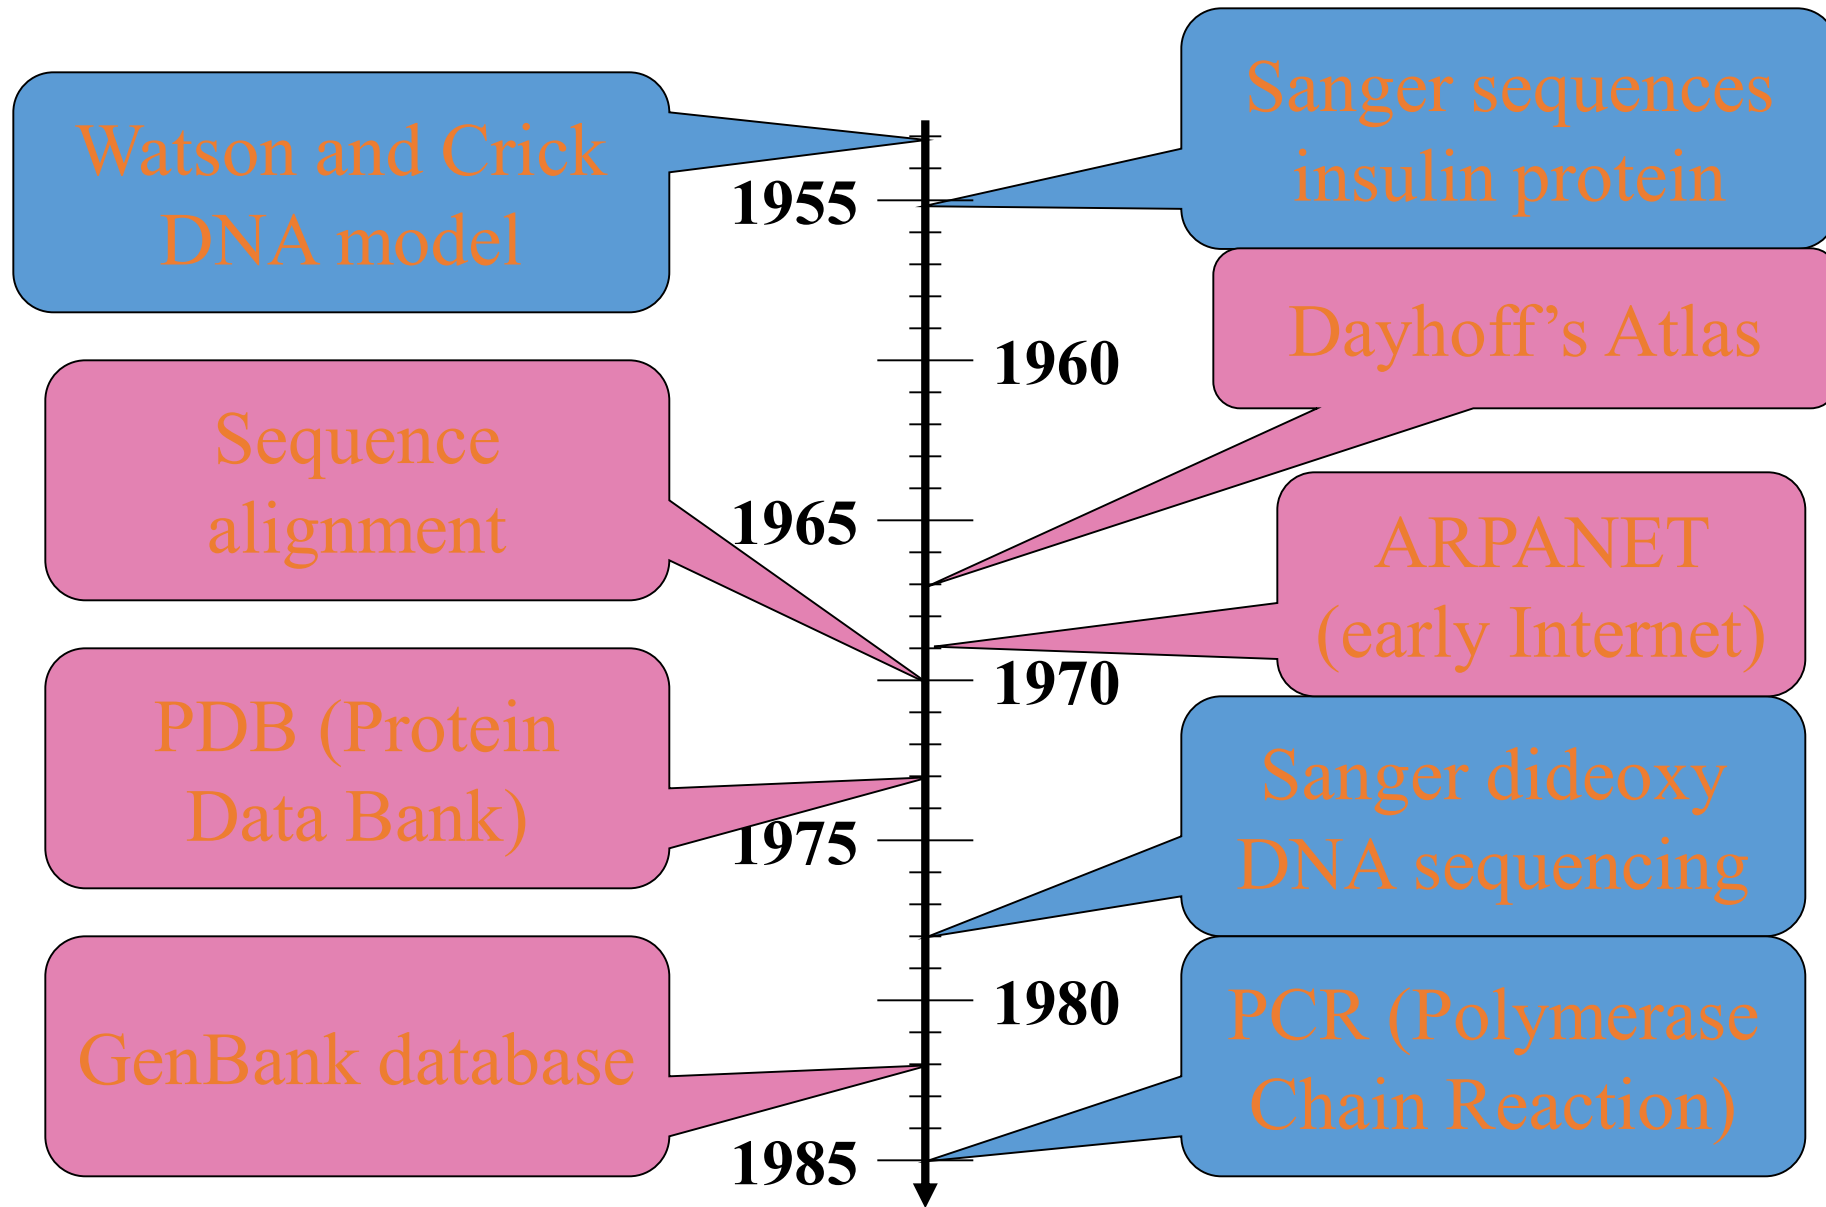 Watson and Crick
DNA model
Sanger sequences
insulin protein
1955
Dayhoff’s Atlas
1960
Sequence
alignment
1965
ARPANET
(early Internet)
1970
PDB (Protein
Data Bank)
Sanger dideoxy
DNA sequencing
1975
GenBank database
1980
PCR (Polymerase
Chain Reaction)
1985